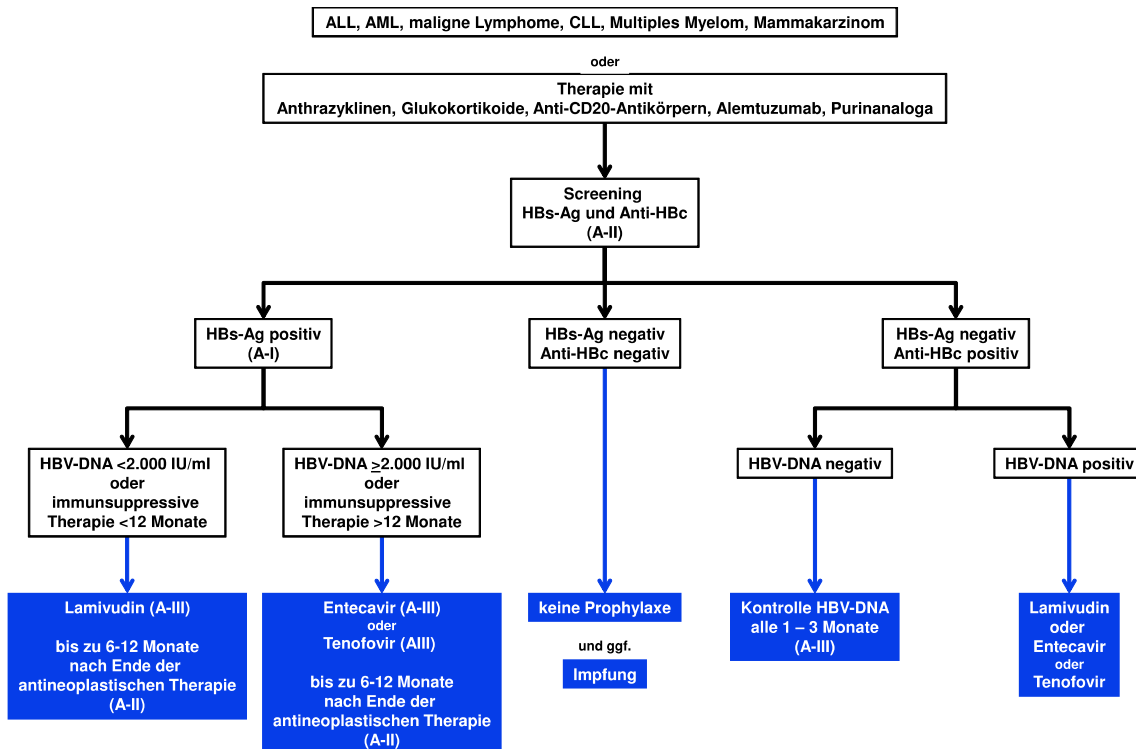 ALL, AML, maligne Lymphome, CLL, Multiples Myelom, Mammakarzinom
oder
Therapie mit
Anthrazyklinen, Glukokortikoide, Anti-CD20-Antikörpern, Alemtuzumab, Purinanaloga
Screening
HBs-Ag und Anti-HBc
(A-II)
HBs-Ag positiv
(A-I)
HBs-Ag negativ
Anti-HBc negativ
HBs-Ag negativ
Anti-HBc positiv
HBV-DNA <2.000 IU/ml
oder
immunsuppressive
Therapie <12 Monate
HBV-DNA ≥2.000 IU/ml
oder
immunsuppressive
Therapie >12 Monate
HBV-DNA negativ
HBV-DNA positiv
Lamivudin (A-III)
bis zu 6-12 Monate
nach Ende der
antineoplastischen Therapie
(A-II)
Entecavir (A-III)
oder
Tenofovir (AIII)
bis zu 6-12 Monate
nach Ende der
antineoplastischen Therapie
(A-II)
keine Prophylaxe
und ggf.
Impfung
Kontrolle HBV-DNA
alle 1 – 3 Monate
(A-III)
Lamivudin
oder
Entecavir
oder
Tenofovir